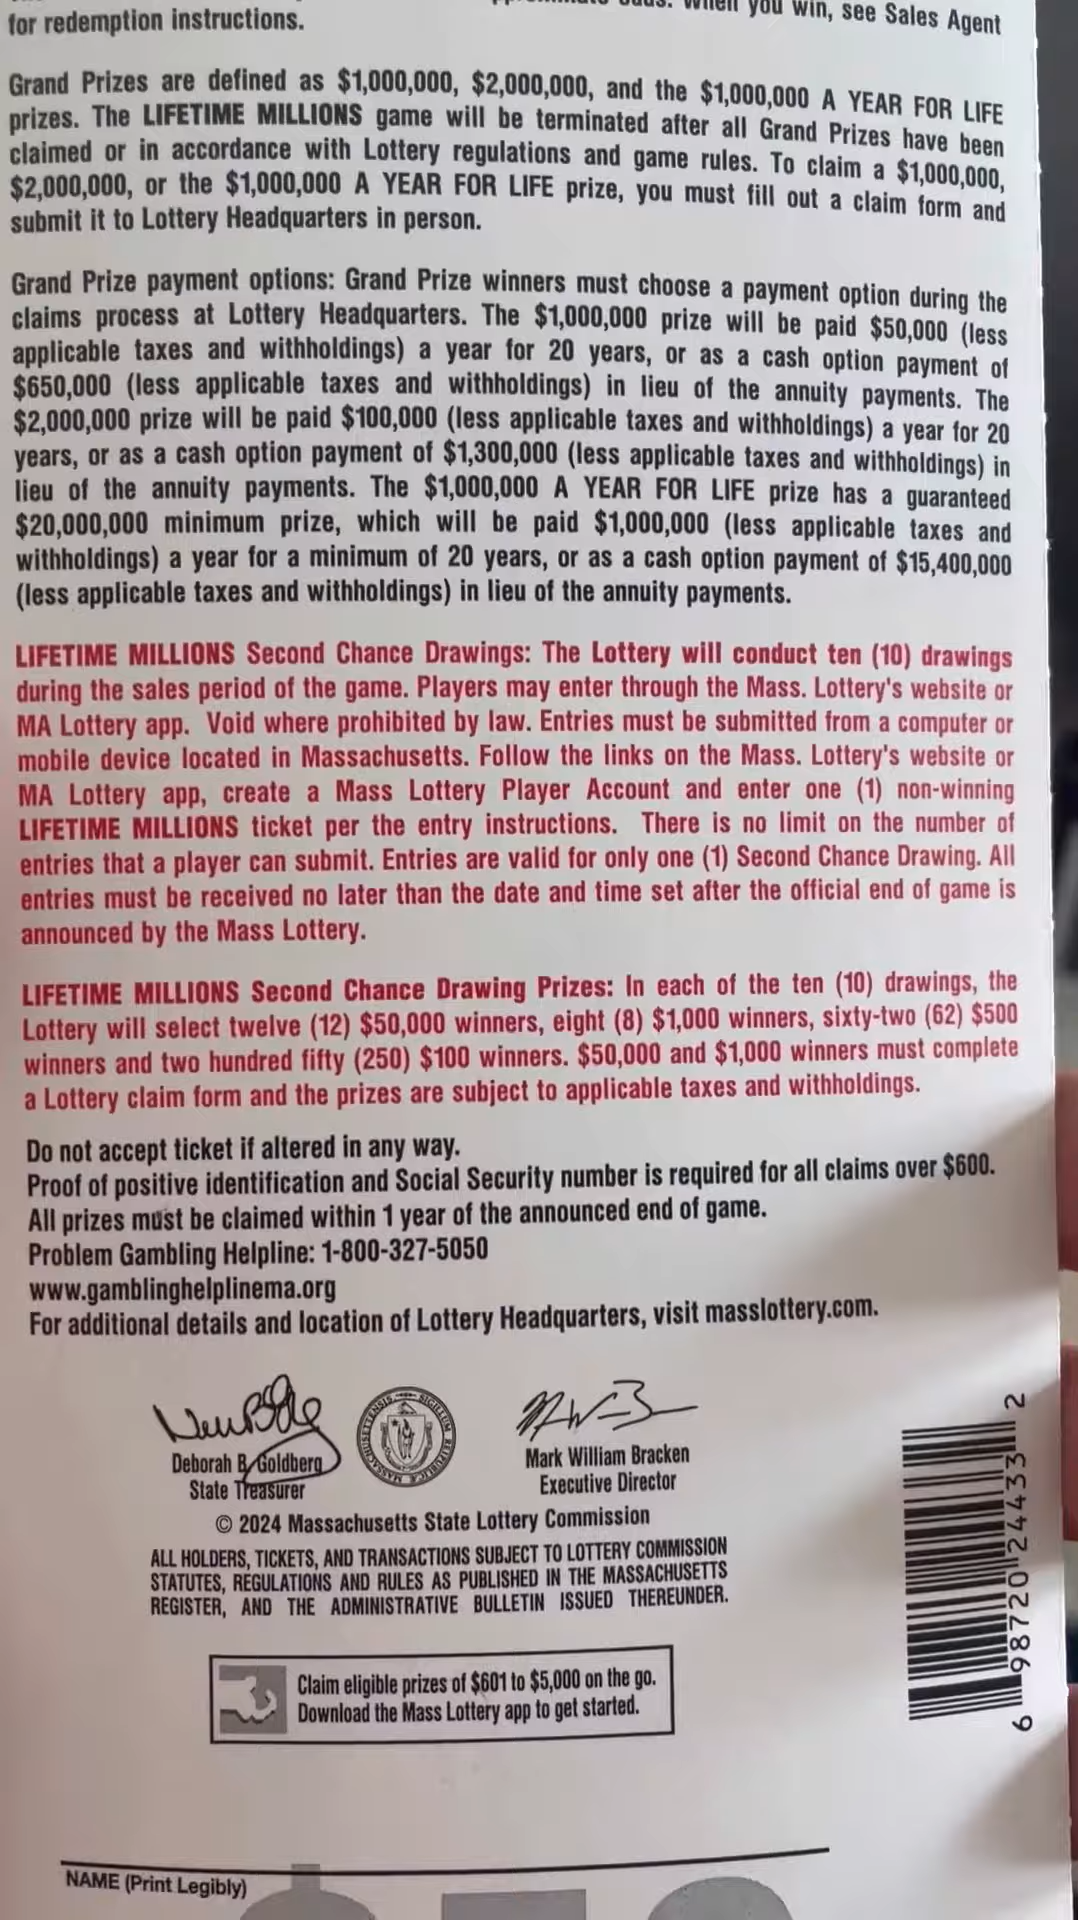 for redemption instructions.
When you win, see Sales Agent
Grand Prizes are defined as $1,000,000, $2,000,000, and the $1,000,000 A YEAR FOR LIFE
prizes. The LIFETIME MILLIONS game will be terminated after all Grand Prizes have been
claimed or in accordance with Lottery regulations and game rules. To claim a $1,000,000,
$2,000,000, or the $1,000,000 A YEAR FOR LIFE prize, you must fill out a claim form and
submit it to Lottery Headquarters in person.
Grand Prize payment options: Grand Prize winners must choose a payment option during the
claims process at Lottery Headquarters. The $1,000,000 prize will be paid $50,000 (less
applicable taxes and withholdings) a year for 20 years, or as a cash option payment of
$650,000 (less applicable taxes and withholdings) in lieu of the annuity payments. The
$2,000,000 prize will be paid $100,000 (less applicable taxes and withholdings) a year for 20
years, or as a cash option payment of $1,300,000 (less applicable taxes and withholdings) in
lieu of the annuity payments. The $1,000,000 A YEAR FOR LIFE prize has a guaranteed
$20,000,000 minimum prize, which will be paid $1,000,000 (less applicable taxes and
withholdings) a year for a minimum of 20 years, or as a cash option payment of $15,400,000
(less applicable taxes and withholdings) in lieu of the annuity payments.
LIFETIME MILLIONS Second Chance Drawings: The Lottery will conduct ten (10) drawings
during the sales period of the game. Players may enter through the Mass. Lottery's website or
MA Lottery app. Void where prohibited by law. Entries must be submitted from a computer or
mobile device located in Massachusetts. Follow the links on the Mass. Lottery's website or
MA Lottery app, create a Mass Lottery Player Account and enter one (1) non-winning
LIFETIME MILLIONS ticket per the entry instructions. There is no limit on the number of
entries that a player can submit. Entries are valid for only one (1) Second Chance Drawing. All
entries must be received no later than the date and time set after the official end of game is
announced by the Mass Lottery.
LIFETIME MILLIONS Second Chance Drawing Prizes: In each of the ten (10) drawings, the
Lottery will select twelve (12) $50,000 winners, eight (8) $1,000 winners, sixty-two (62) $500
winners and two hundred fifty (250) $100 winners. $50,000 and $1,000 winners must complete
a Lottery claim form and the prizes are subject to applicable taxes and withholdings.
Do not accept ticket if altered in any way.
Proof of positive identification and Social Security number is required for all claims over $600.
All prizes must be claimed within 1 year of the announced end of game.
Problem Gambling Helpline: 1-800-327-5050
www.gamblinghelplinema.org
For additional details and location of Lottery Headquarters, visit masslottery.com.
Deborah B. Goldberg
State Treasurer
Mark William Bracken
Executive Director
© 2024 Massachusetts State Lottery Commission
ALL HOLDERS, TICKETS, AND TRANSACTIONS SUBJECT TO LOTTERY COMMISSION
STATUTES, REGULATIONS AND RULES AS PUBLISHED IN THE MASSACHUSETTS
REGISTER, AND THE ADMINISTRATIVE BULLETIN ISSUED THEREUNDER.
6 98720 24433 2
Claim eligible prizes of $601 to $5,000 on the go.
Download the Mass Lottery app to get started.
NAME (Print Legibly)